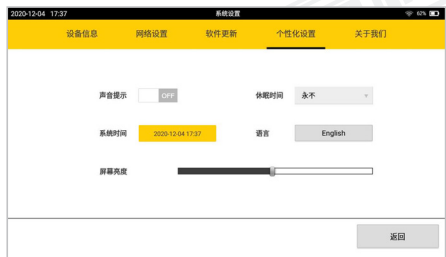 2020-12-04 17:37 系统设置 62%
设备信息 网络设置 软件更新 个性化设置 关于我们
声音提示 OFF 休眠时间 永不
系统时间 2020-12-04 17:37 语言 English
屏幕亮度
返回